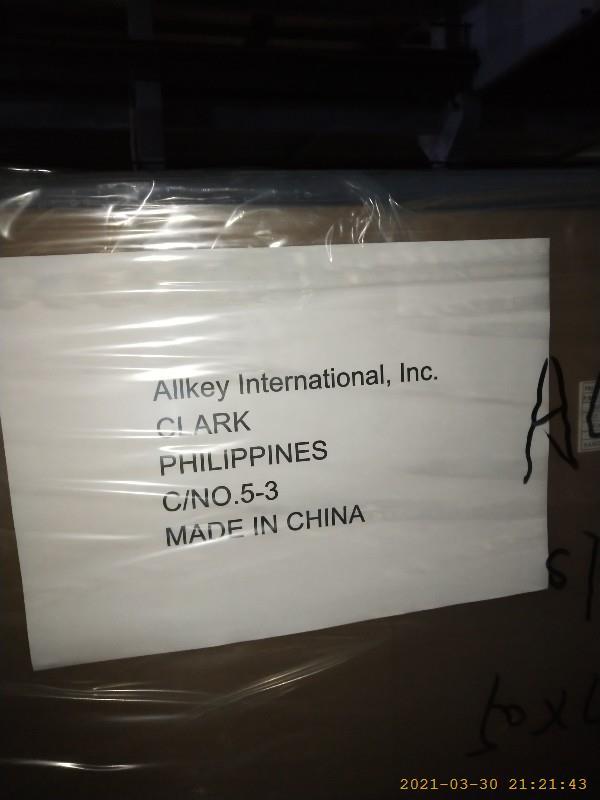 Allkey International, Inc.
CLARK
PHILIPPINES
C/NO.5-3
MADE IN CHINA
2021-03-30 21:21:43